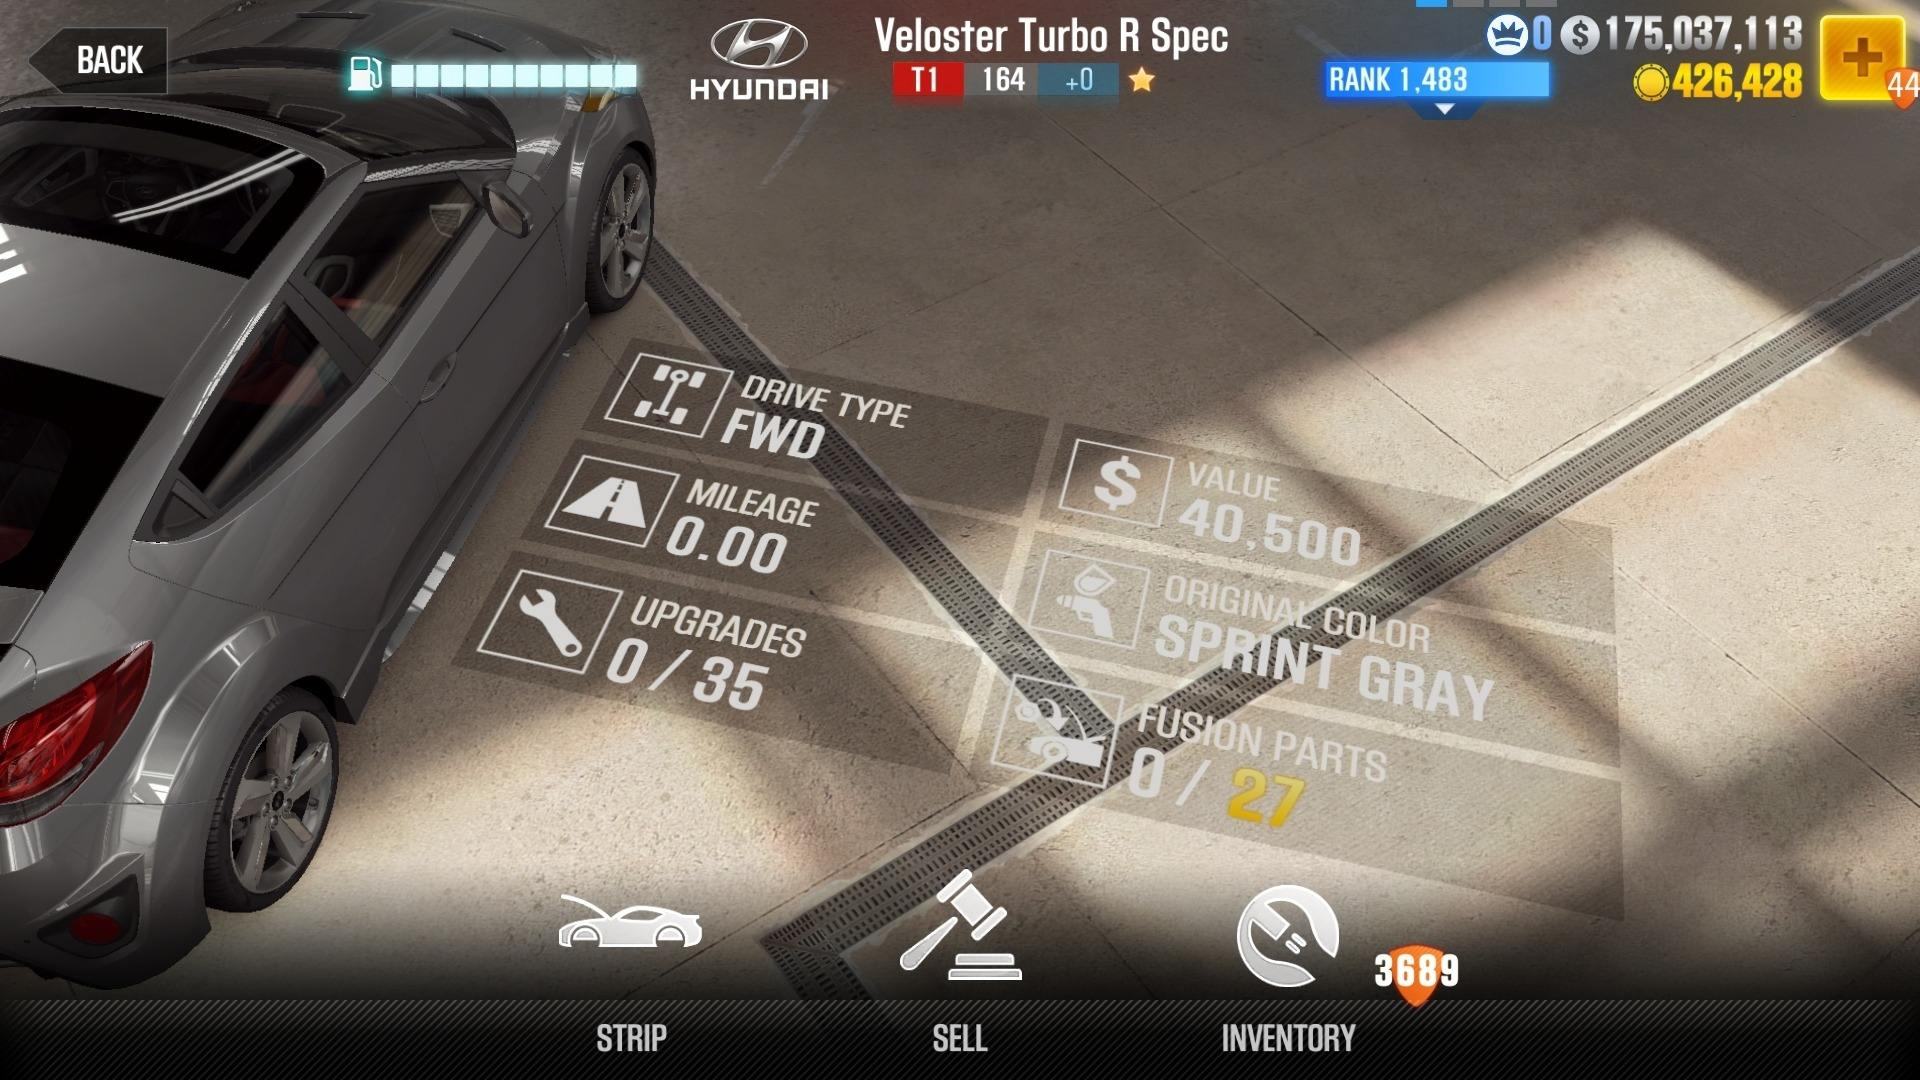 BACK
HYUNDAI
Veloster Turbo R Spec
T1 164 +0
RANK 1,483
0 $ 175,037,113
426,428
44
DRIVE TYPE
FWD
MILEAGE
0.00
UPGRADES
0 / 35
$ VALUE
40,500
ORIGINAL COLOR
SPRINT GRAY
FUSION PARTS
0 / 27
3689
STRIP
SELL
INVENTORY